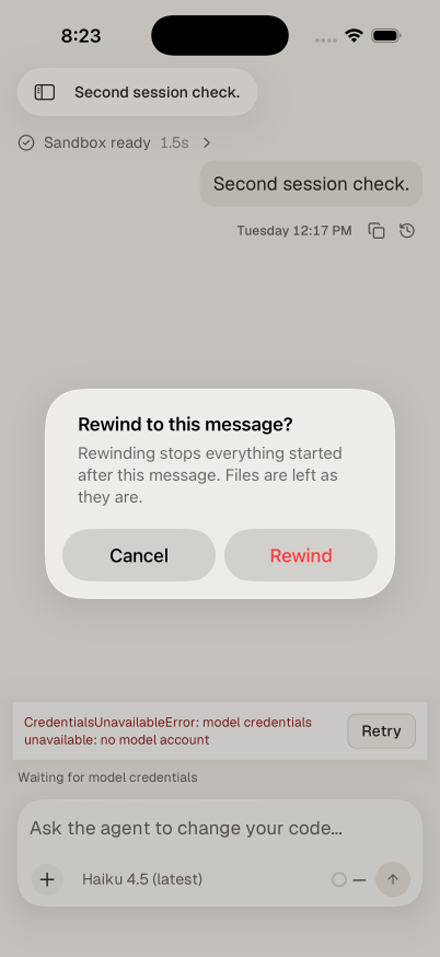 8:23
Second session check.
Sandbox ready 1.5s
Second session check.
Tuesday 12:17 PM
Rewind to this message?
Rewinding stops everything started
after this message. Files are left as
they are.
Cancel Rewind
CredentialsUnavailableError: model credentials
unavailable: no model account
Retry
Waiting for model credentials
Ask the agent to change your code...
Haiku 4.5 (latest)